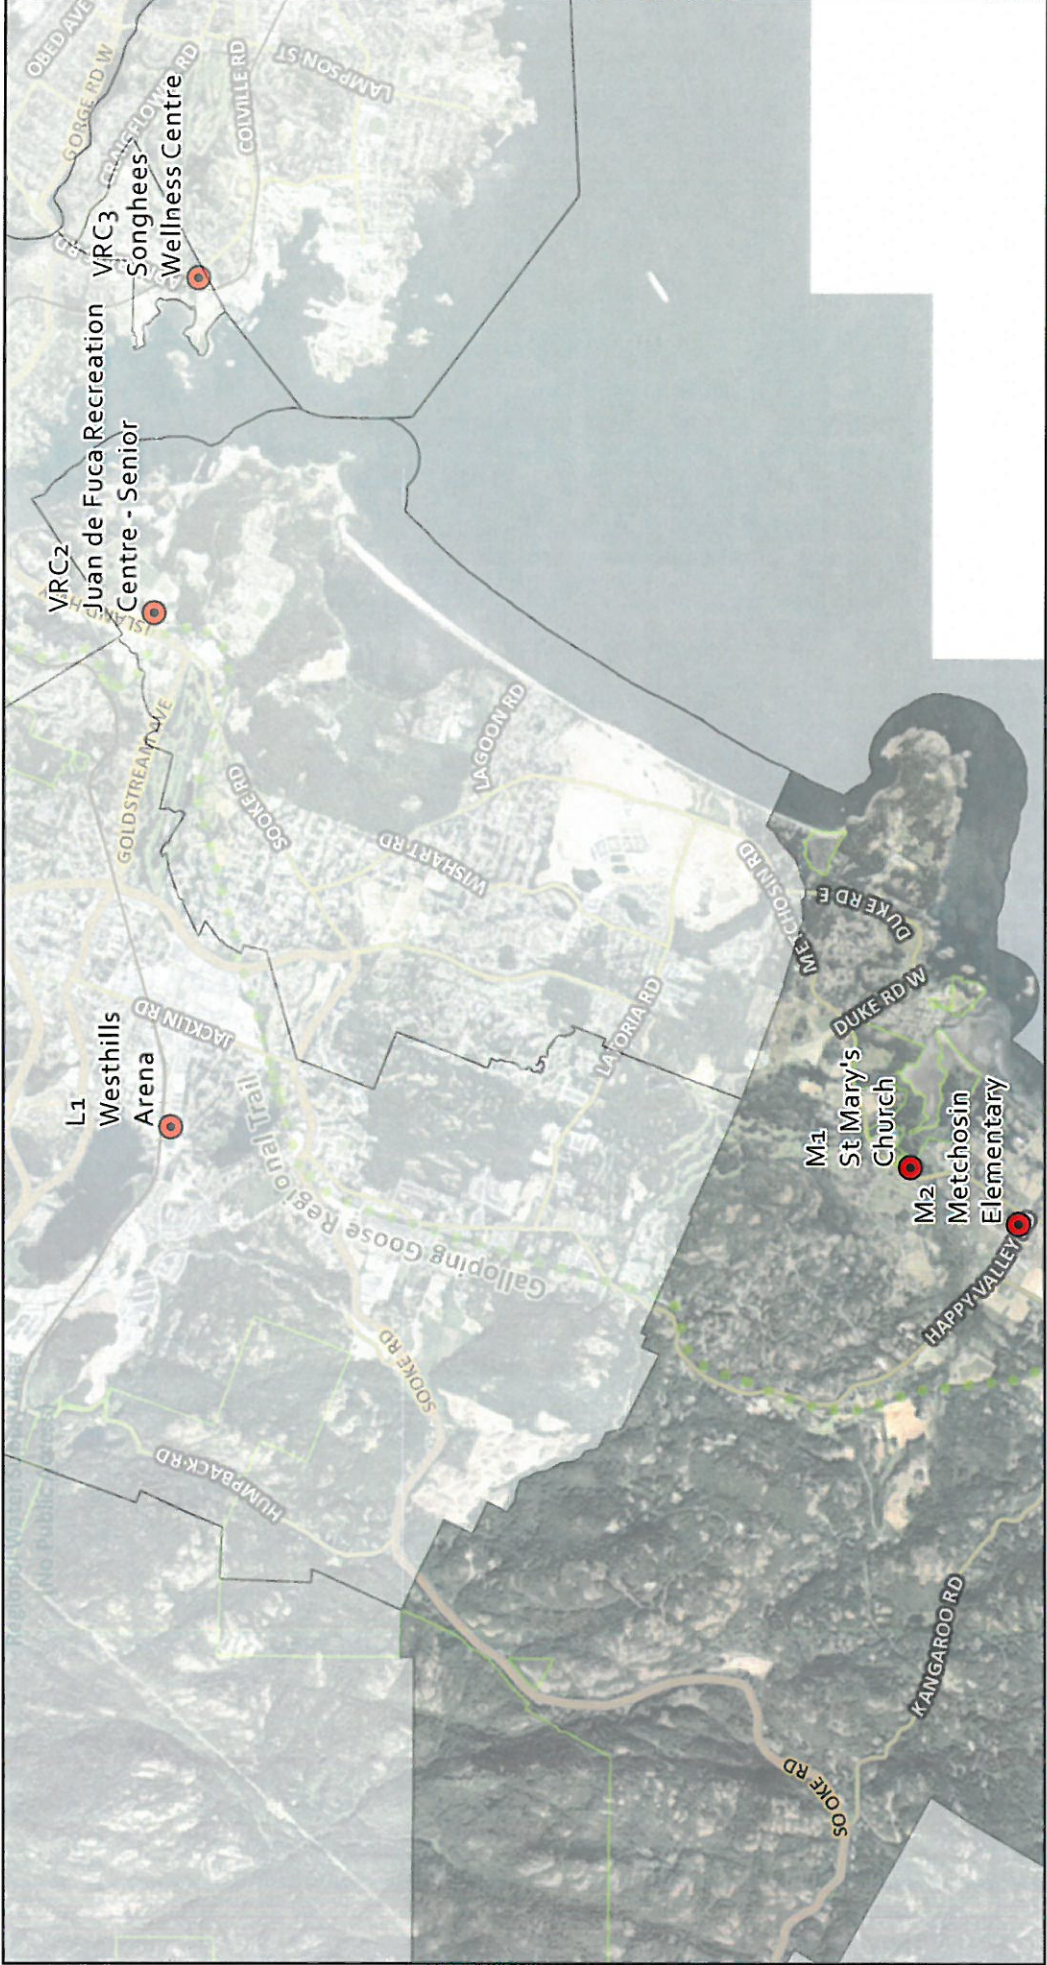 OBED AVE
GORGE RD W
CRAIGFLOWER RD
COLVILLE RD
LAMPSON ST
VRC3
Songhees
Wellness Centre
VRC2
Juan de Fuca Recreation
Centre - Senior
ISLAND H
GOLDSTREAM AVE
SOOKE RD
WISHART RD
LAGOON RD
METCHOSIN RD
DUKE RD E
DUKE RD W
LATORIA RD
JACKLIN RD
L1
Westhills
Arena
Galloping Goose Regional Trail
M1
St Mary's
Church
M2
Metchosin
Elementary
HAPPY VALLEY
SOOKE RD
HUMPBACK RD
KANGAROO RD
SOOKE RD